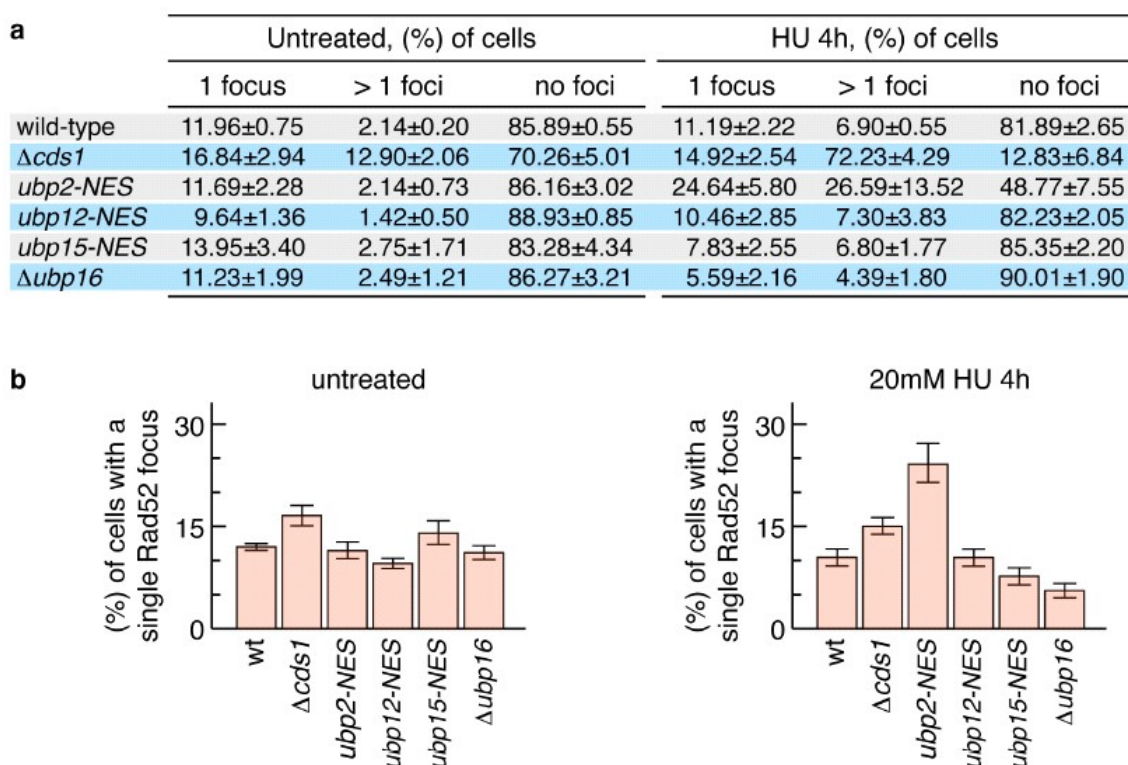 a
Untreated, (%) of cells HU 4h, (%) of cells
1 focus > 1 foci no foci 1 focus > 1 foci no foci
wild-type 11.96±0.75 2.14±0.20 85.89±0.55 11.19±2.22 6.90±0.55 81.89±2.65
Δcds1 16.84±2.94 12.90±2.06 70.26±5.01 14.92±2.54 72.23±4.29 12.83±6.84
ubp2-NES 11.69±2.28 2.14±0.73 86.16±3.02 24.64±5.80 26.59±13.52 48.77±7.55
ubp12-NES 9.64±1.36 1.42±0.50 88.93±0.85 10.46±2.85 7.30±3.83 82.23±2.05
ubp15-NES 13.95±3.40 2.75±1.71 83.28±4.34 7.83±2.55 6.80±1.77 85.35±2.20
Δubp16 11.23±1.99 2.49±1.21 86.27±3.21 5.59±2.16 4.39±1.80 90.01±1.90
b
untreated
(%) of cells with a
single Rad52 focus
30
15
0
wt
Δcds1
ubp2-NES
ubp12-NES
ubp15-NES
Δubp16
20mM HU 4h
(%) of cells with a
single Rad52 focus
30
15
0
wt
Δcds1
ubp2-NES
ubp12-NES
ubp15-NES
Δubp16